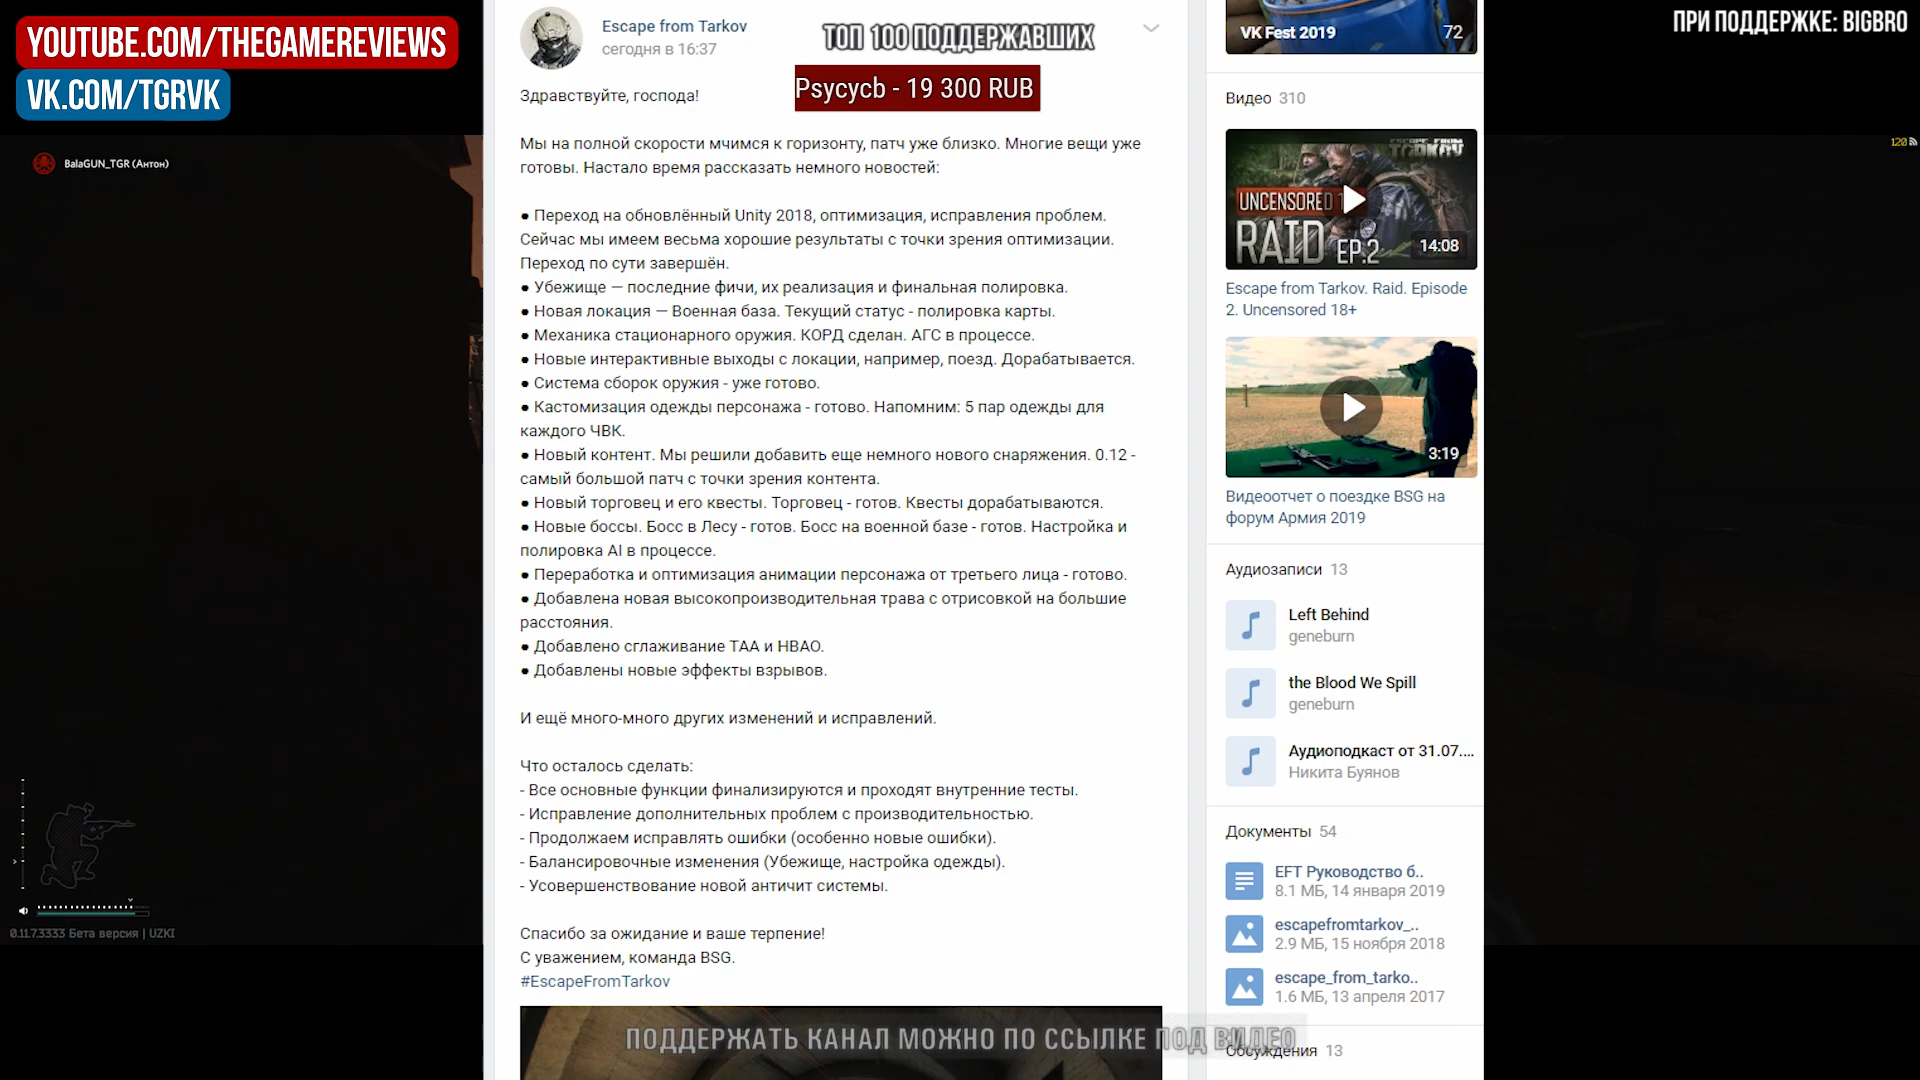 YOUTUBE.COM/THEGAMEREVIEWS
VK.COM/TGRVK
BalaGUN_TGR (Антон)
0.11.7.3333 Бета версия | UZKI
Escape from Tarkov
сегодня в 16:37
ТОП 100 ПОДДЕРЖАВШИХ
Psycycb - 19 300 RUB
Здравствуйте, господа!
Мы на полной скорости мчимся к горизонту, патч уже близко. Многие вещи уже
готовы. Настало время рассказать немного новостей:
● Переход на обновлённый Unity 2018, оптимизация, исправления проблем.
Сейчас мы имеем весьма хорошие результаты с точки зрения оптимизации.
Переход по сути завершён.
● Убежище — последние фичи, их реализация и финальная полировка.
● Новая локация — Военная база. Текущий статус - полировка карты.
● Механика стационарного оружия. КОРД сделан. АГС в процессе.
● Новые интерактивные выходы с локации, например, поезд. Дорабатывается.
● Система сборок оружия - уже готово.
● Кастомизация одежды персонажа - готово. Напомним: 5 пар одежды для
каждого ЧВК.
● Новый контент. Мы решили добавить еще немного нового снаряжения. 0.12 -
самый большой патч с точки зрения контента.
● Новый торговец и его квесты. Торговец - готов. Квесты дорабатываются.
● Новые боссы. Босс в Лесу - готов. Босс на военной базе - готов. Настройка и
полировка AI в процессе.
● Переработка и оптимизация анимации персонажа от третьего лица - готово.
● Добавлена новая высокопроизводительная трава с отрисовкой на большие
расстояния.
● Добавлено сглаживание TAA и HBAO.
● Добавлены новые эффекты взрывов.
И ещё много-много других изменений и исправлений.
Что осталось сделать:
- Все основные функции финализируются и проходят внутренние тесты.
- Исправление дополнительных проблем с производительностью.
- Продолжаем исправлять ошибки (особенно новые ошибки).
- Балансировочные изменения (Убежище, настройка одежды).
- Усовершенствование новой античит системы.
Спасибо за ожидание и ваше терпение!
С уважением, команда BSG.
#EscapeFromTarkov
ПОДДЕРЖАТЬ КАНАЛ МОЖНО ПО ССЫЛКЕ ПОД ВИДЕО
VK Fest 2019 72
Видео 310
ESCAPE FROM
TARKOV
UNCENSORED 1
RAID EP.2
14:08
Escape from Tarkov. Raid. Episode
2. Uncensored 18+
3:19
Видеоотчет о поездке BSG на
форум Армия 2019
Аудиозаписи 13
Left Behind
geneburn
the Blood We Spill
geneburn
Аудиоподкаст от 31.07....
Никита Буянов
Документы 54
EFT Руководство б..
8.1 МБ, 14 января 2019
escapefromtarkov_..
2.9 МБ, 15 ноября 2018
escape_from_tarko..
1.6 МБ, 13 апреля 2017
Обсуждения 13
ПРИ ПОДДЕРЖКЕ: BIGBRO
120